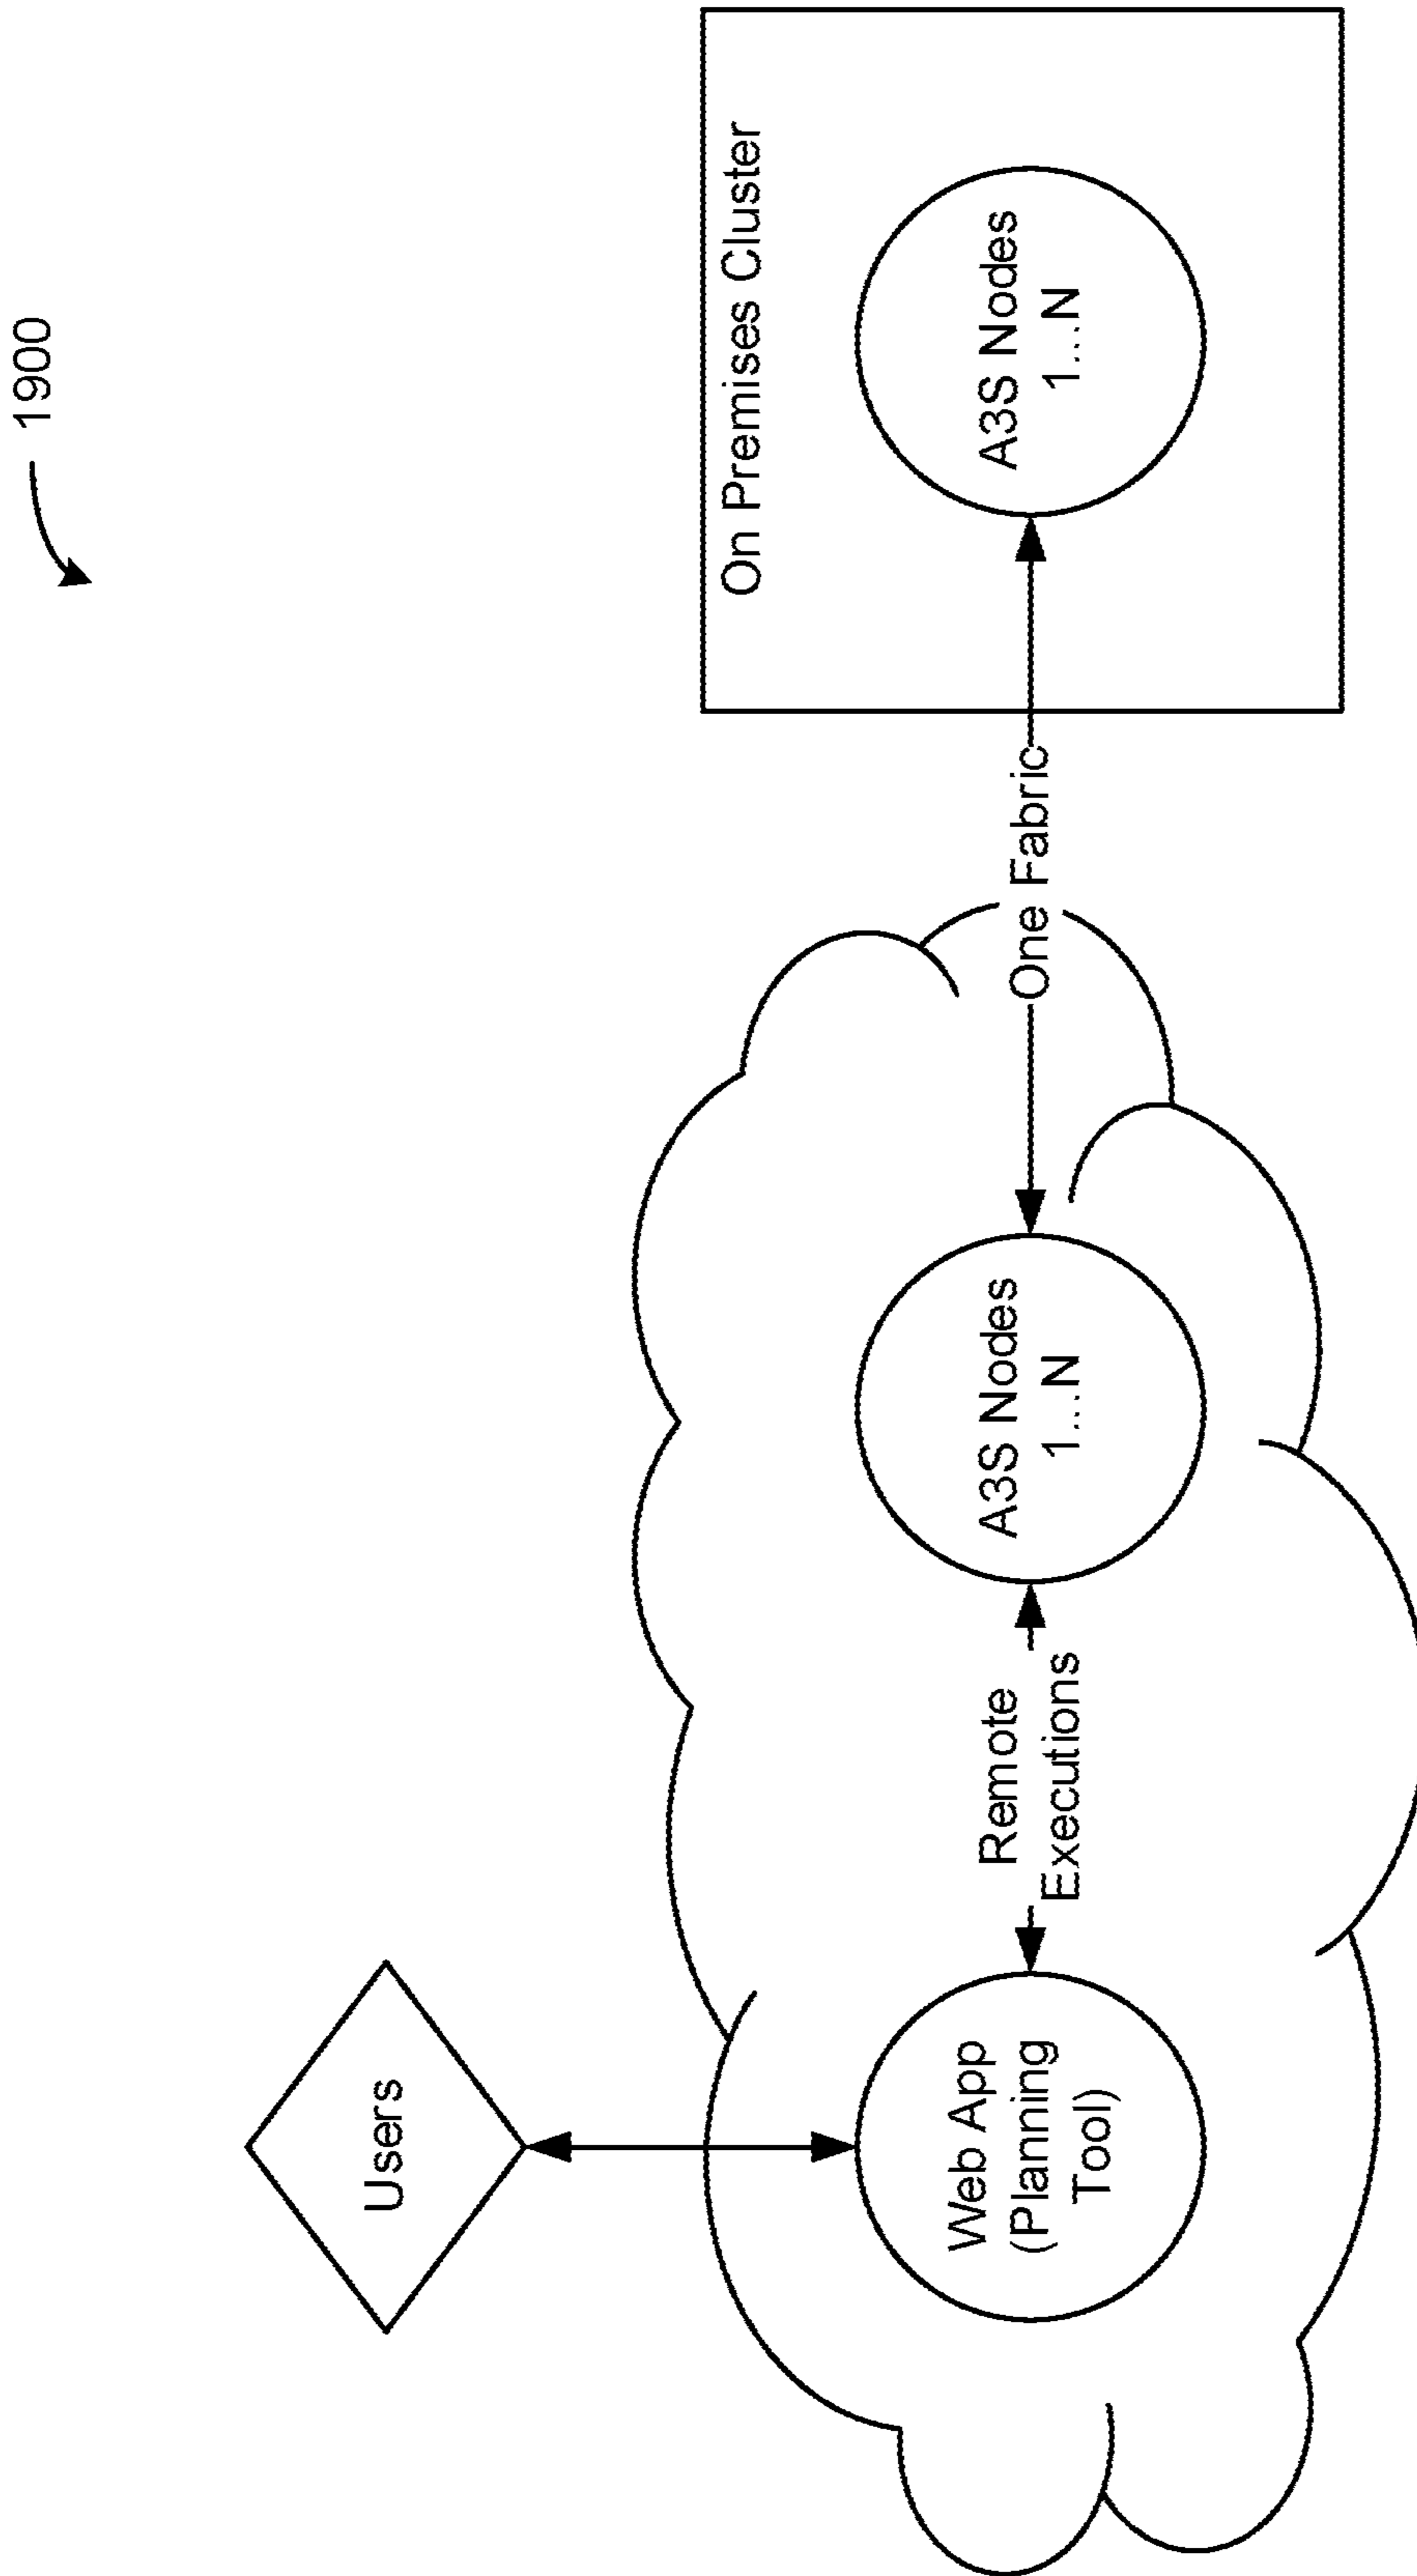 1900
Users
On Premises Cluster
Web App
(Planning
Tool)
Remote
Executions
A3S Nodes
1...N
One Fabric
A3S Nodes
1...N